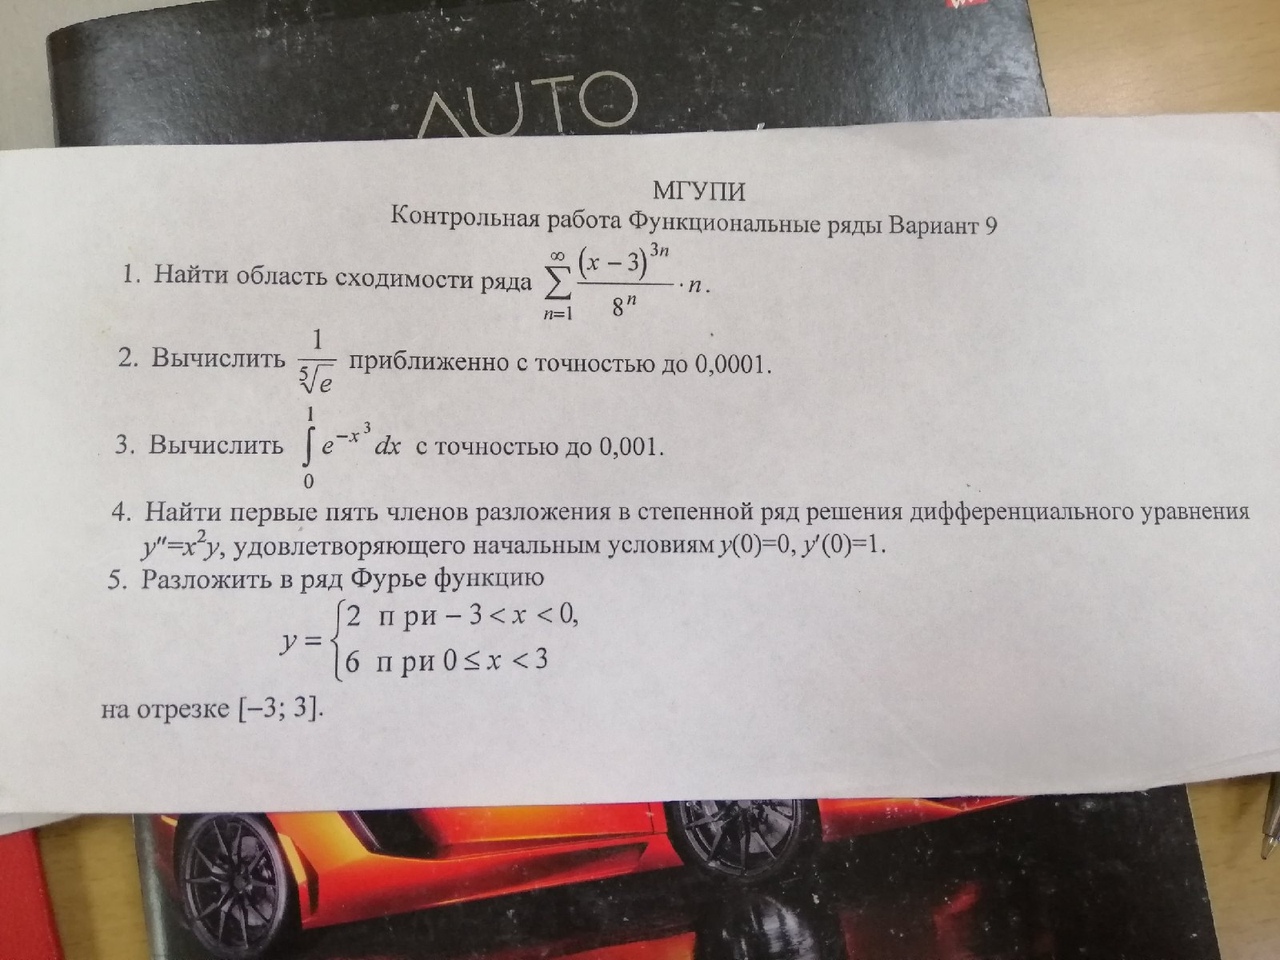 AUTO
МГУПИ
Контрольная работа Функциональные ряды Вариант 9
1. Найти область сходимости ряда \sum_{n=1}^{\infty} \frac{(x-3)^{3n}}{8^n} \cdot n.
2. Вычислить \frac{1}{\sqrt[5]{e}} приближенно с точностью до 0,0001.
3. Вычислить \int_0^1 e^{-x^3} dx с точностью до 0,001.
4. Найти первые пять членов разложения в степенной ряд решения дифференциального уравнения
y''=x^2y, удовлетворяющего начальным условиям y(0)=0, y'(0)=1.
5. Разложить в ряд Фурье функцию
y = \begin{cases} 2 & п ри – 3 < x < 0, \\ 6 & п ри 0 ≤ x < 3 \end{cases}
на отрезке [–3; 3].